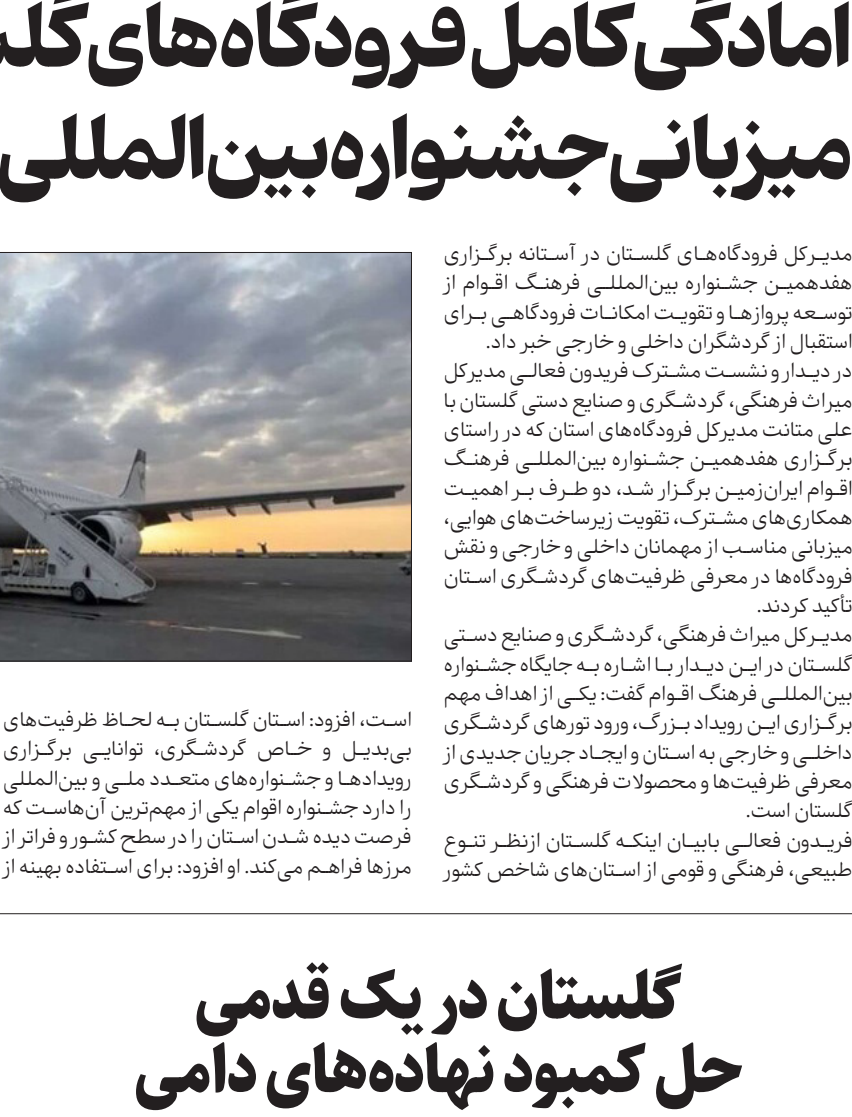 امادگی کامل فرودگاه‌های
میزبانی جشنواره بین‌المللی
مدیرکل فرودگاه‌های گلستان در آستانه برگزاری
هفدهمین جشنواره بین‌المللی فرهنگ اقوام از
توسعه پروازها و تقویت امکانات فرودگاهی برای
استقبال از گردشگران داخلی و خارجی خبر داد.
در دیدار و نشست مشترک فریدون فعالی مدیرکل
میراث فرهنگی، گردشگری و صنایع دستی گلستان با
علی متانت مدیرکل فرودگاه‌های استان که در راستای
برگزاری هفدهمین جشنواره بین‌المللی فرهنگ
اقوام ایران‌زمین برگزار شد، دو طرف بر اهمیت
همکاری‌های مشترک، تقویت زیرساخت‌های هوایی،
میزبانی مناسب از مهمانان داخلی و خارجی و نقش
فرودگاه‌ها در معرفی ظرفیت‌های گردشگری استان
تأکید کردند.
مدیرکل میراث فرهنگی، گردشگری و صنایع دستی
گلستان در این دیدار با اشاره به جایگاه جشنواره
بین‌المللی فرهنگ اقوام گفت: یکی از اهداف مهم
برگزاری این رویداد بزرگ، ورود تورهای گردشگری
داخلی و خارجی به استان و ایجاد جریان جدیدی از
معرفی ظرفیت‌ها و محصولات فرهنگی و گردشگری
گلستان است.
فریدون فعالی بابیان اینکه گلستان ازنظر تنوع
طبیعی، فرهنگی و قومی از استان‌های شاخص کشور
است، افزود: استان گلستان به لحاظ ظرفیت‌های
بی‌بدیل و خاص گردشگری، توانایی برگزاری
رویدادها و جشنواره‌های متعدد ملی و بین‌المللی
را دارد جشنواره اقوام یکی از مهم‌ترین آن‌هاست که
فرصت دیده شدن استان را در سطح کشور و فراتر از
مرزها فراهم می‌کند. او افزود: برای استفاده بهینه از
گلستان در یک قدمی
حل کمبود نهاده‌های دامی